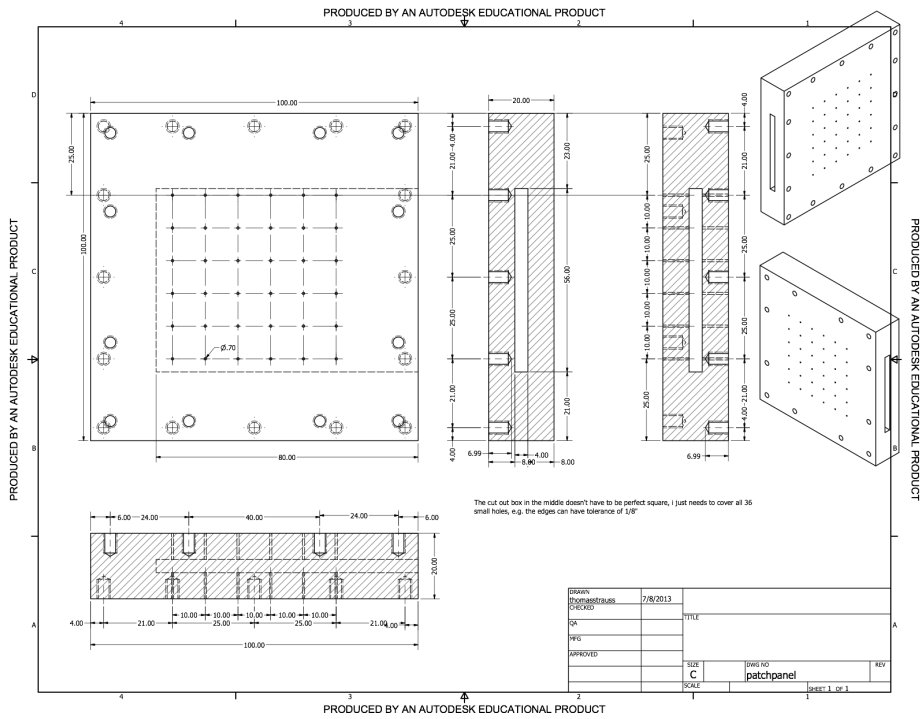 PRODUCED BY AN AUTODESK EDUCATIONAL PRODUCT
4 3 2 1
D
C
B
A
D
C
B
A
PRODUCED BY AN AUTODESK EDUCATIONAL PRODUCT
PRODUCED BY AN AUTODESK EDUCATIONAL PRODUCT
100.00
25.00
100.00
Ø.70
80.00
20.00
4.00
21.00
25.00
25.00
21.00
4.00
23.00
56.00
21.00
6.99
4.00
8.00
8.00
25.00
10.00
10.00
10.00
10.00
10.00
25.00
4.00
21.00
25.00
25.00
21.00
4.00
6.99
The cut out box in the middle doesn't have to be perfect square, i just needs to cover all 36
small holes, e.g. the edges can have tolerance of 1/8"
6.00 24.00 40.00 24.00 6.00
20.00
10.00 10.00 10.00 10.00 10.00
4.00 21.00 25.00 25.00 21.00 4.00
100.00
DRAWN
thomasstrauss 7/8/2013
CHECKED
QA
MFG
APPROVED
TITLE
SIZE
C
DWG NO
patchpanel
REV
SCALE
SHEET 1 OF 1
4 3 2 1
PRODUCED BY AN AUTODESK EDUCATIONAL PRODUCT